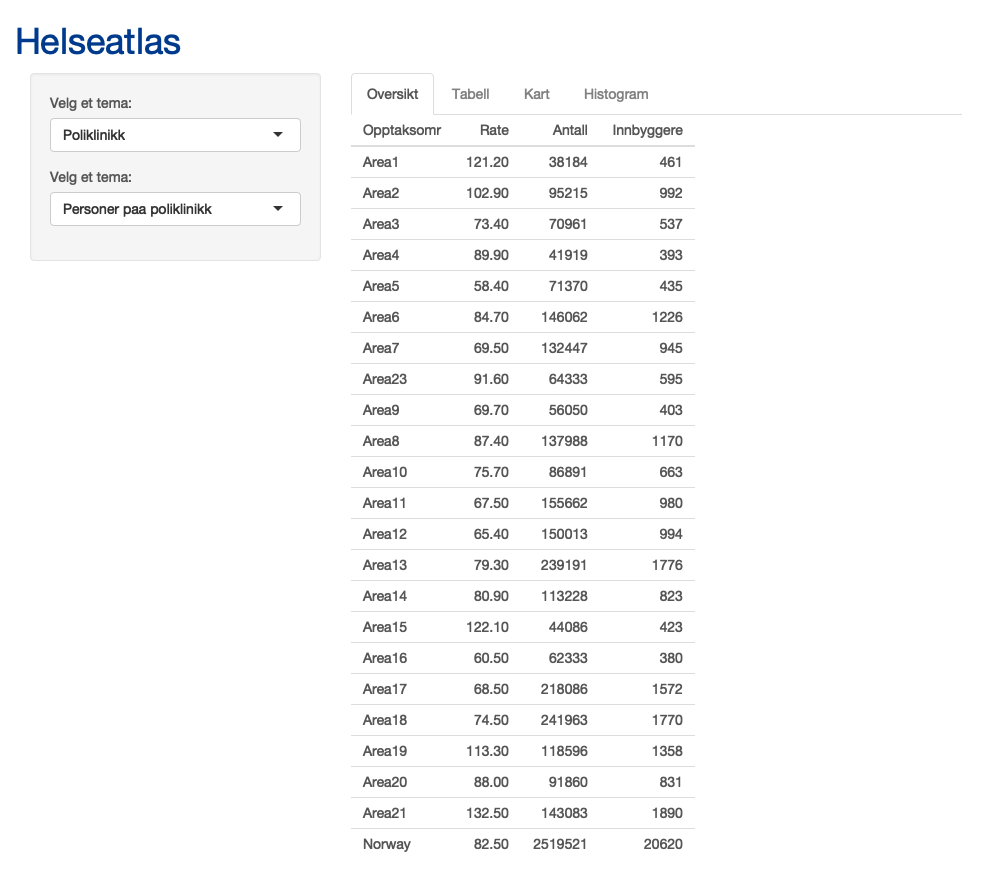 Helseatlas
Velg et tema:
Poliklinikk
Velg et tema:
Personer paa poliklinikk
Oversikt Tabell Kart Histogram
Opptaksomr Rate Antall Innbyggere
Area1 121.20 38184 461
Area2 102.90 95215 992
Area3 73.40 70961 537
Area4 89.90 41919 393
Area5 58.40 71370 435
Area6 84.70 146062 1226
Area7 69.50 132447 945
Area23 91.60 64333 595
Area9 69.70 56050 403
Area8 87.40 137988 1170
Area10 75.70 86891 663
Area11 67.50 155662 980
Area12 65.40 150013 994
Area13 79.30 239191 1776
Area14 80.90 113228 823
Area15 122.10 44086 423
Area16 60.50 62333 380
Area17 68.50 218086 1572
Area18 74.50 241963 1770
Area19 113.30 118596 1358
Area20 88.00 91860 831
Area21 132.50 143083 1890
Norway 82.50 2519521 20620